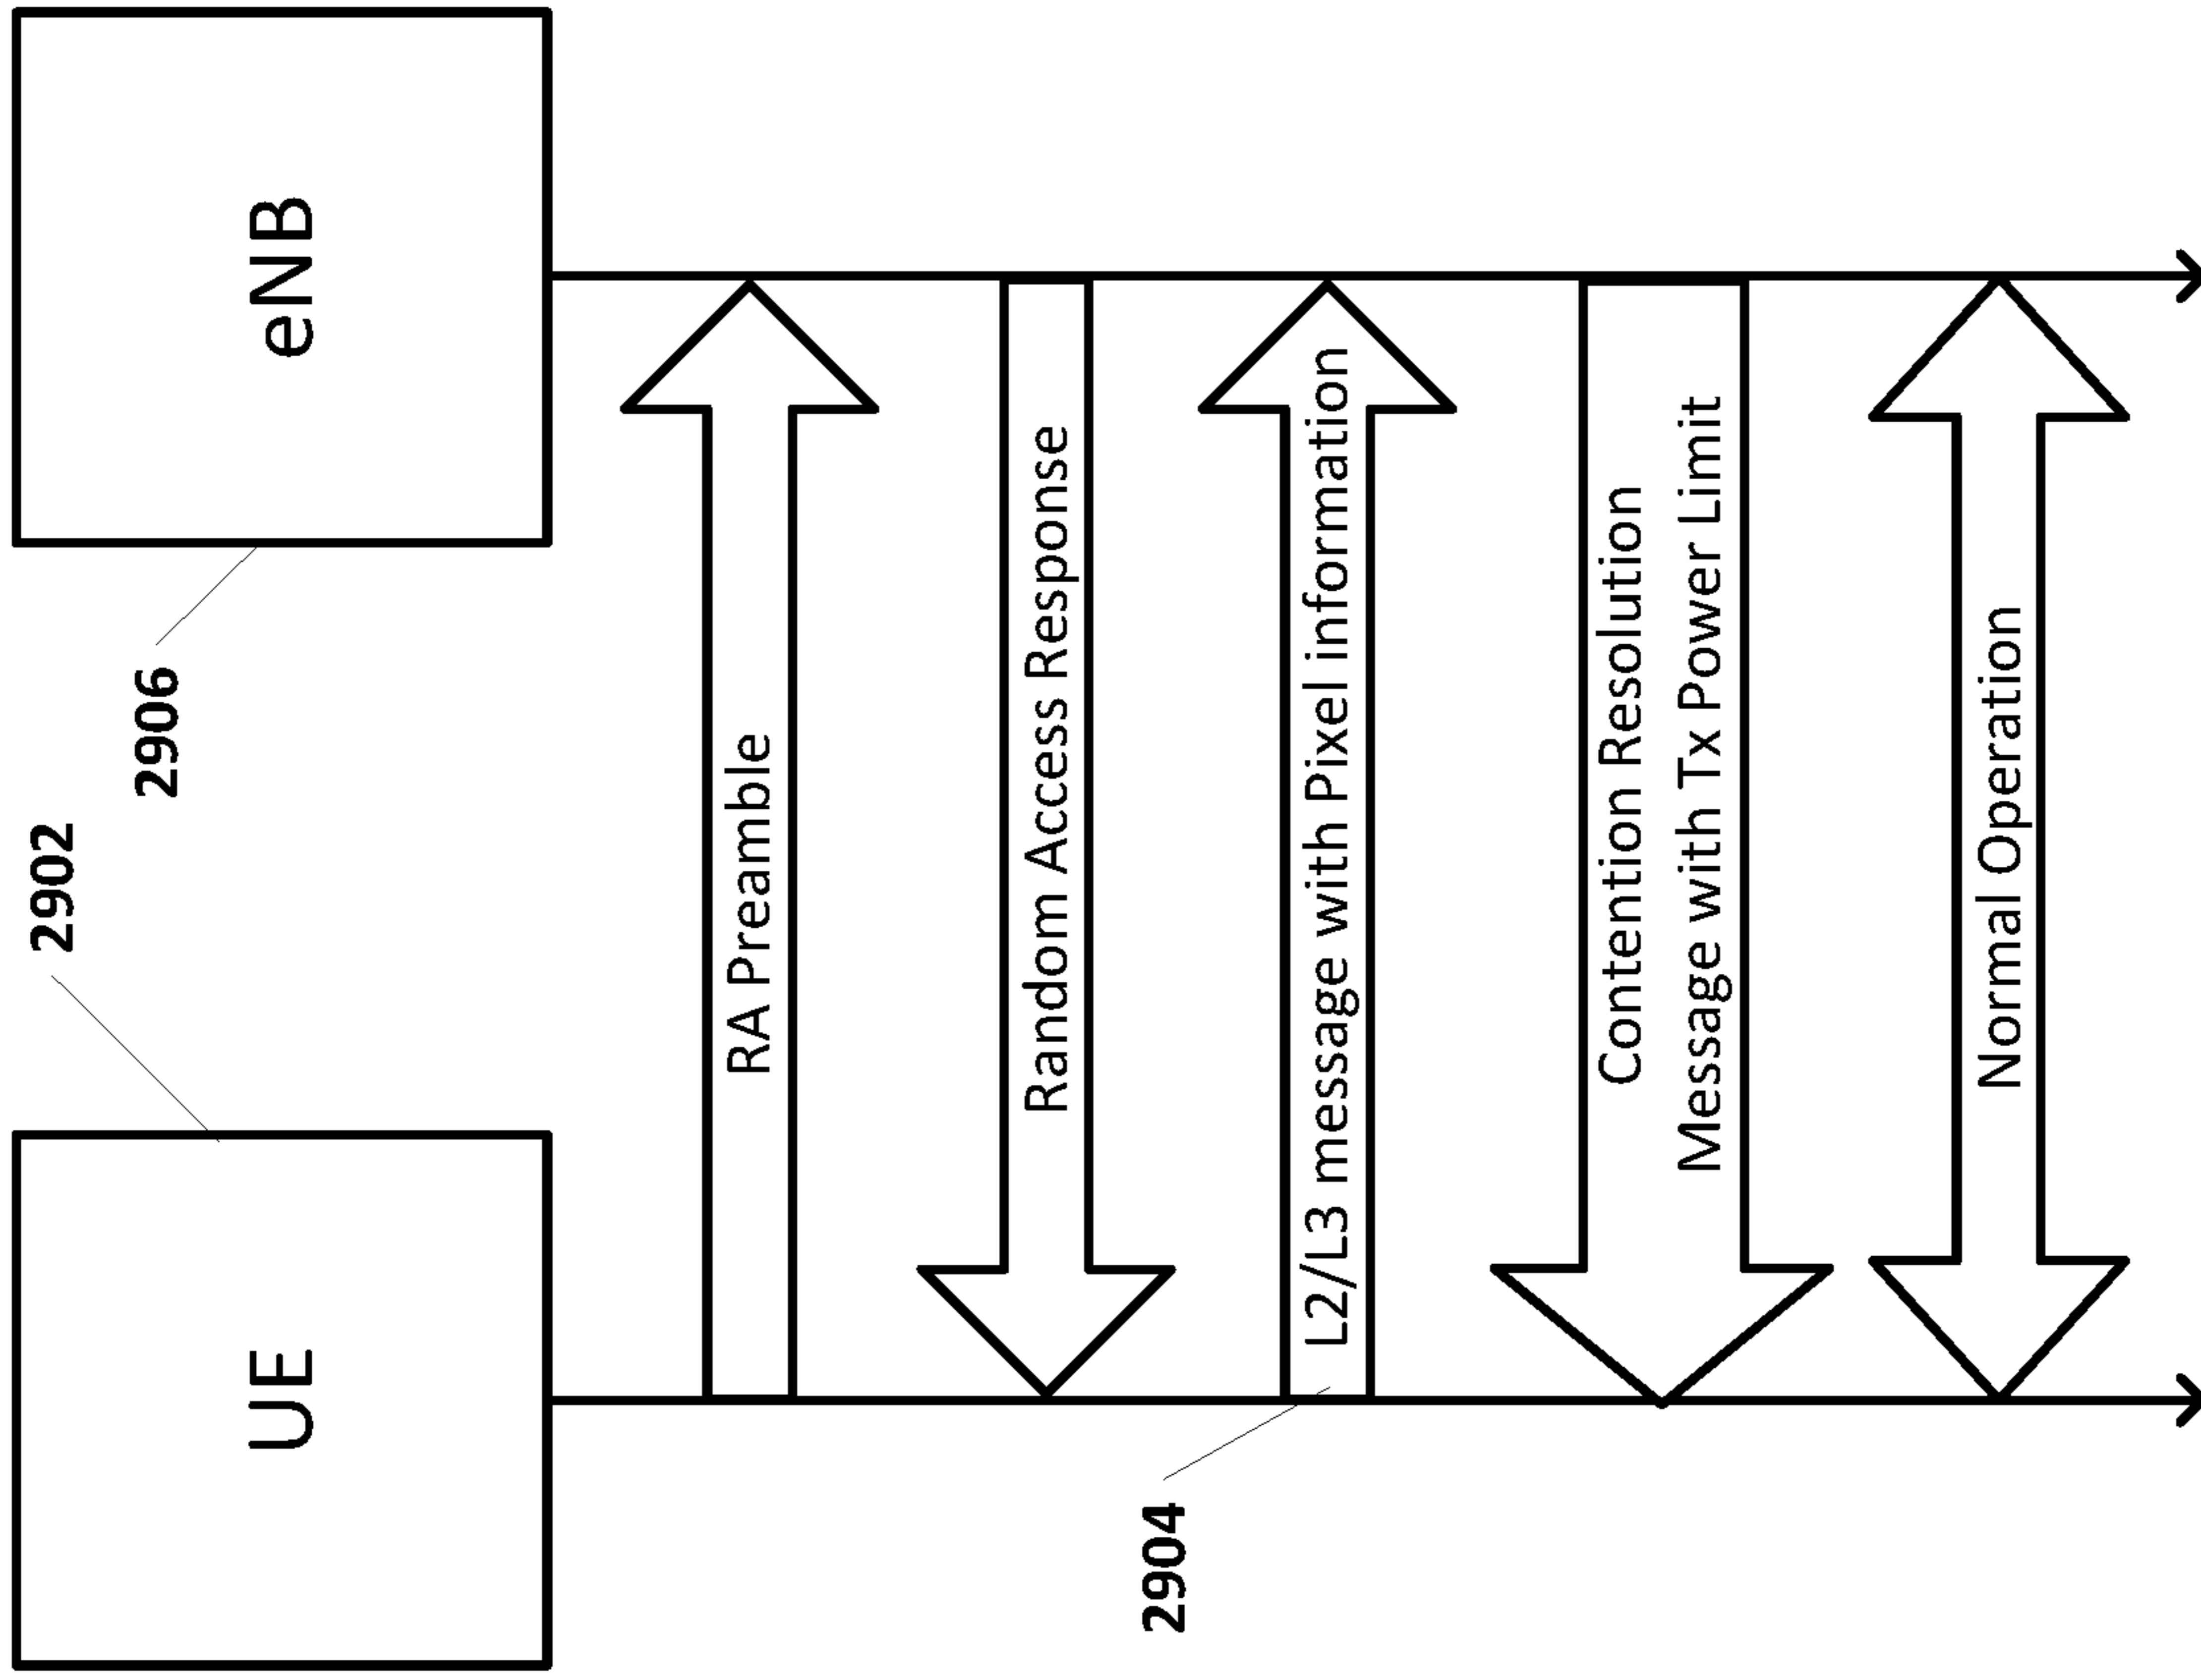 2902
2906
UE
eNB
RA Preamble
Random Access Response
2904
L2/L3 message with Pixel information
Contention Resolution
Message with Tx Power Limit
Normal Operation